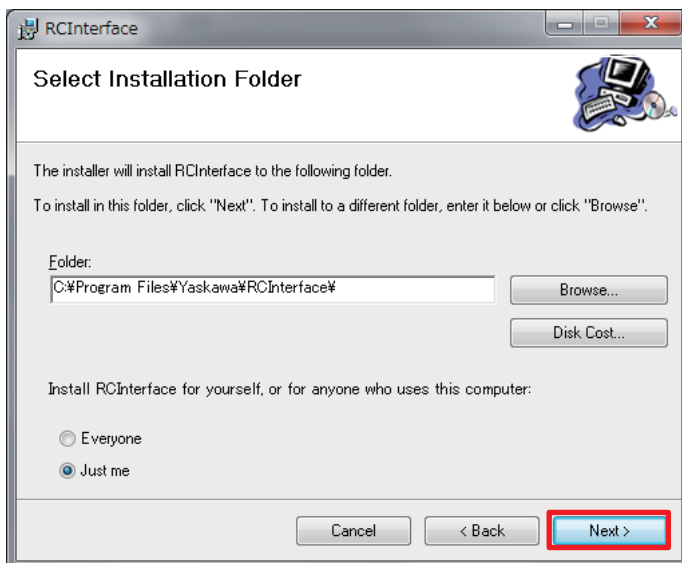 RCInterface
Select Installation Folder
The installer will install RCInterface to the following folder.
To install in this folder, click "Next". To install to a different folder, enter it below or click "Browse".
Folder:
C:¥Program Files¥Yaskawa¥RCInterface¥
Browse...
Disk Cost...
Install RCInterface for yourself, or for anyone who uses this computer:
Everyone
Just me
Cancel
< Back
Next >